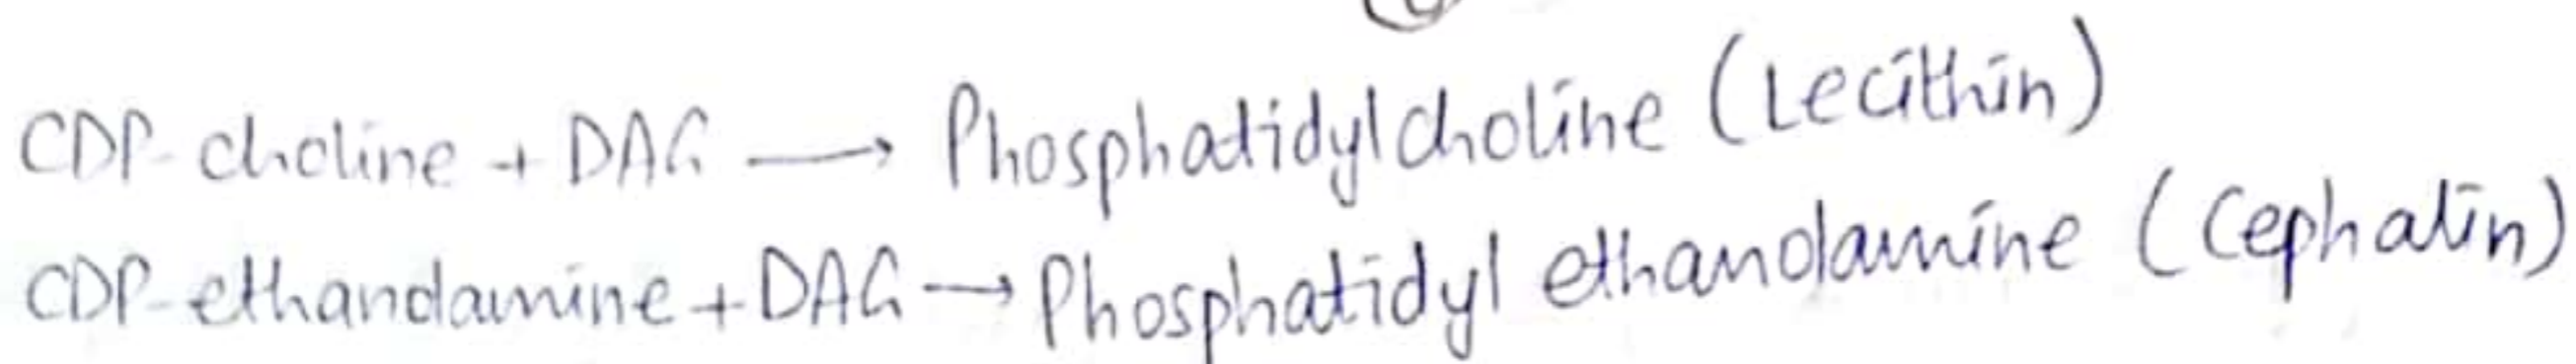 CDP-choline + DAG → Phosphatidylcholine (Lecithin)
CDP-ethanolamine + DAG → Phosphatidyl ethanolamine (Cephalin)